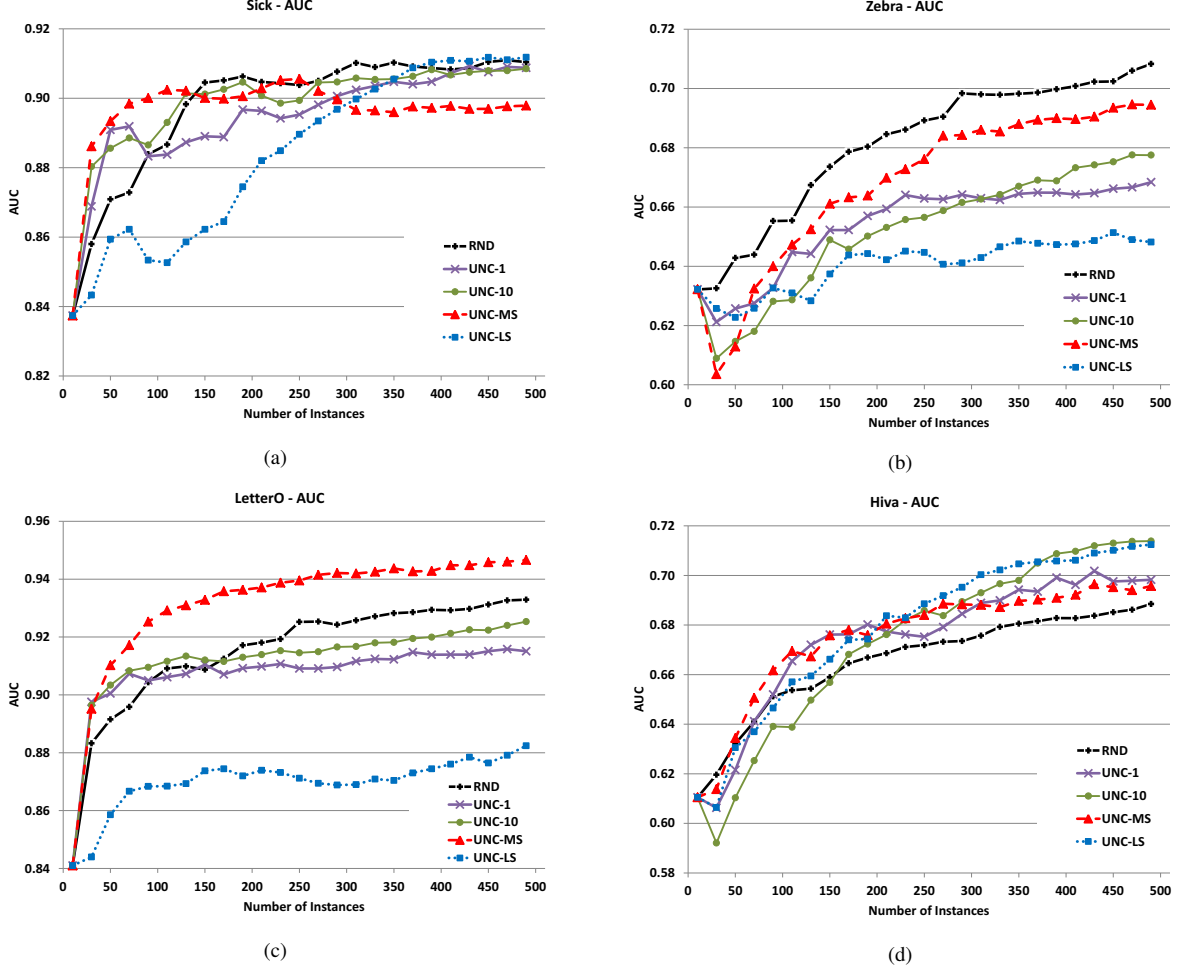 Sick - AUC
0.92
0.90
0.88
0.86
0.84
0.82
AUC
RND
UNC-1
UNC-10
UNC-MS
UNC-LS
0 50 100 150 200 250 300 350 400 450 500
Number of Instances
(a)
Zebra - AUC
0.72
0.70
0.68
0.66
0.64
0.62
0.60
AUC
RND
UNC-1
UNC-10
UNC-MS
UNC-LS
0 50 100 150 200 250 300 350 400 450 500
Number of Instances
(b)
LetterO - AUC
0.96
0.94
0.92
0.90
0.88
0.86
0.84
AUC
RND
UNC-1
UNC-10
UNC-MS
UNC-LS
0 50 100 150 200 250 300 350 400 450 500
Number of Instances
(c)
Hiva - AUC
0.72
0.70
0.68
0.66
0.64
0.62
0.60
0.58
AUC
RND
UNC-1
UNC-10
UNC-MS
UNC-LS
0 50 100 150 200 250 300 350 400 450 500
Number of Instances
(d)